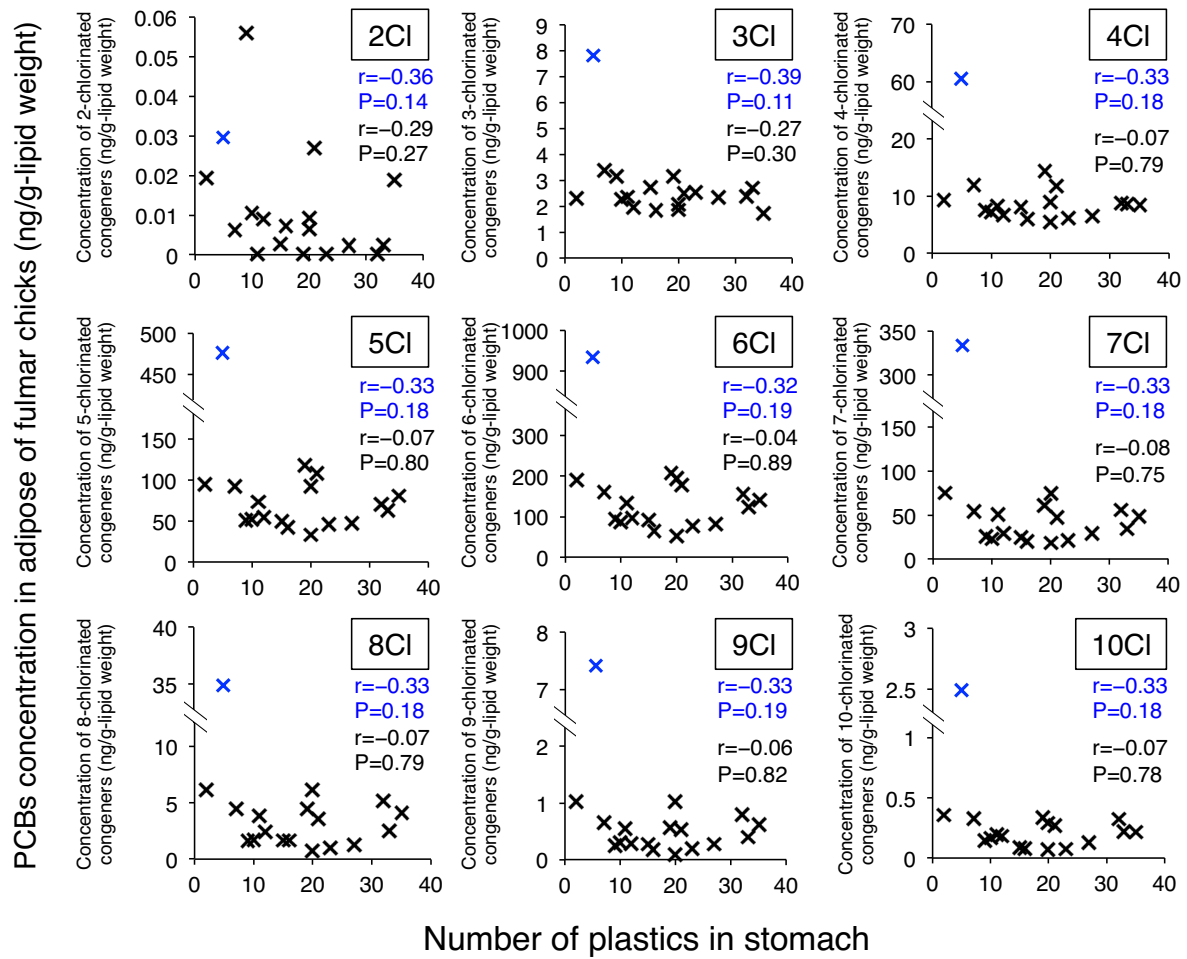 PCBs concentration in adipose of fulmar chicks (ng/g-lipid weight)
Concentration of 2-chlorinated
congeners (ng/g-lipid weight)
0.06
0.05
0.04
0.03
0.02
0.01
0
0 10 20 30 40
2Cl
r=−0.36
P=0.14
r=−0.29
P=0.27
Concentration of 3-chlorinated
congeners (ng/g-lipid weight)
9
8
7
6
5
4
3
2
1
0
0 10 20 30 40
3Cl
r=−0.39
P=0.11
r=−0.27
P=0.30
Concentration of 4-chlorinated
congeners (ng/g-lipid weight)
70
60
20
10
0
0 10 20 30 40
4Cl
r=−0.33
P=0.18
r=−0.07
P=0.79
Concentration of 5-chlorinated
congeners (ng/g-lipid weight)
500
450
150
100
50
0
0 10 20 30 40
5Cl
r=−0.33
P=0.18
r=−0.07
P=0.80
Concentration of 6-chlorinated
congeners (ng/g-lipid weight)
1000
900
300
200
100
0
0 10 20 30 40
6Cl
r=−0.32
P=0.19
r=−0.04
P=0.89
Concentration of 7-chlorinated
congeners (ng/g-lipid weight)
350
300
150
100
50
0
0 10 20 30 40
7Cl
r=−0.33
P=0.18
r=−0.08
P=0.75
Concentration of 8-chlorinated
congeners (ng/g-lipid weight)
40
35
10
5
0
0 10 20 30 40
8Cl
r=−0.33
P=0.18
r=−0.07
P=0.79
Concentration of 9-chlorinated
congeners (ng/g-lipid weight)
8
7
2
1
0
0 10 20 30 40
9Cl
r=−0.33
P=0.19
r=−0.06
P=0.82
Concentration of 10-chlorinated
congeners (ng/g-lipid weight)
3
2.5
1
0.5
0
0 10 20 30 40
10Cl
r=−0.33
P=0.18
r=−0.07
P=0.78
Number of plastics in stomach